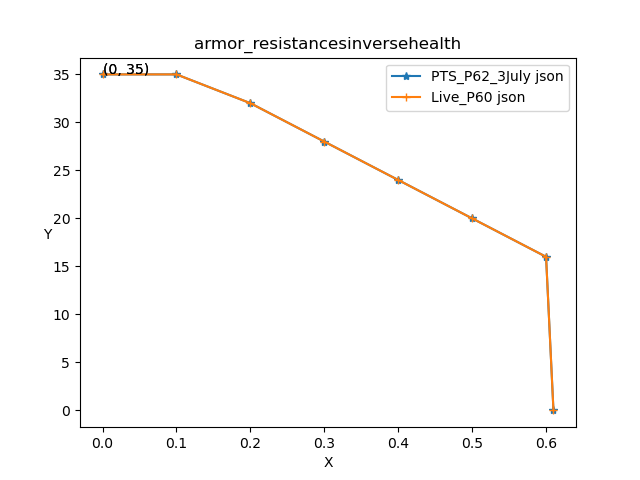 armor_resistancesinversehealth
(0, 35)
PTS_P62_3July json
Live_P60 json
35
30
25
20
Y
15
10
5
0
0.0 0.1 0.2 0.3 0.4 0.5 0.6
X